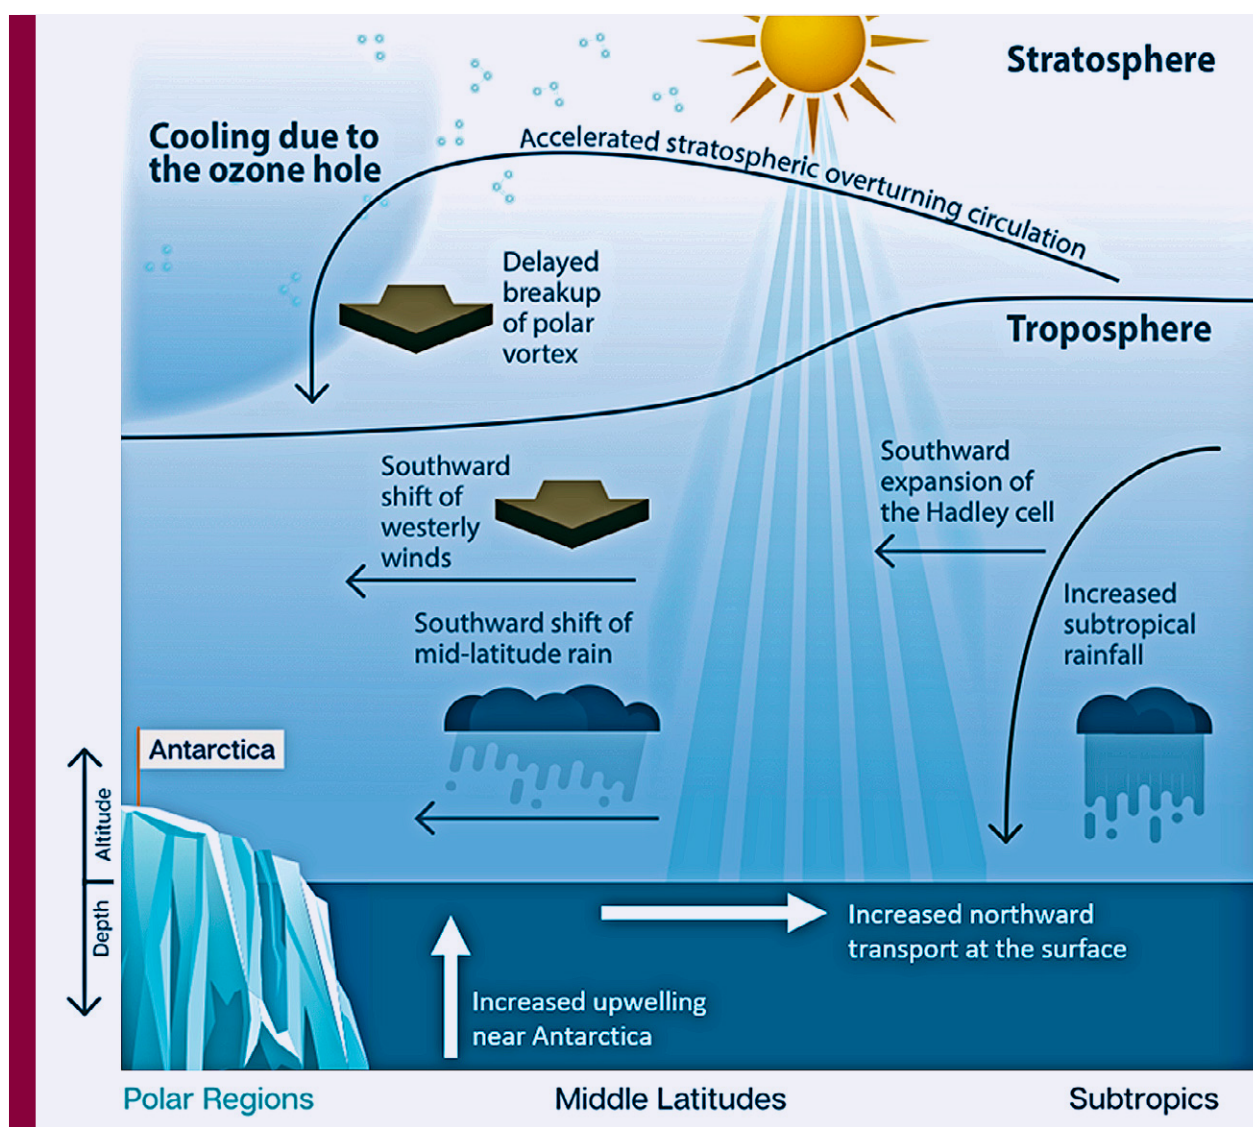 Stratosphere
Cooling due to
the ozone hole
Accelerated stratospheric overturning circulation
Delayed
breakup
of polar
vortex
Troposphere
Southward
shift of
westerly
winds
Southward
expansion of
the Hadley cell
Southward shift of
mid-latitude rain
Increased
subtropical
rainfall
Antarctica
Altitude
Depth
Increased northward
transport at the surface
Increased upwelling
near Antarctica
Polar Regions
Middle Latitudes
Subtropics